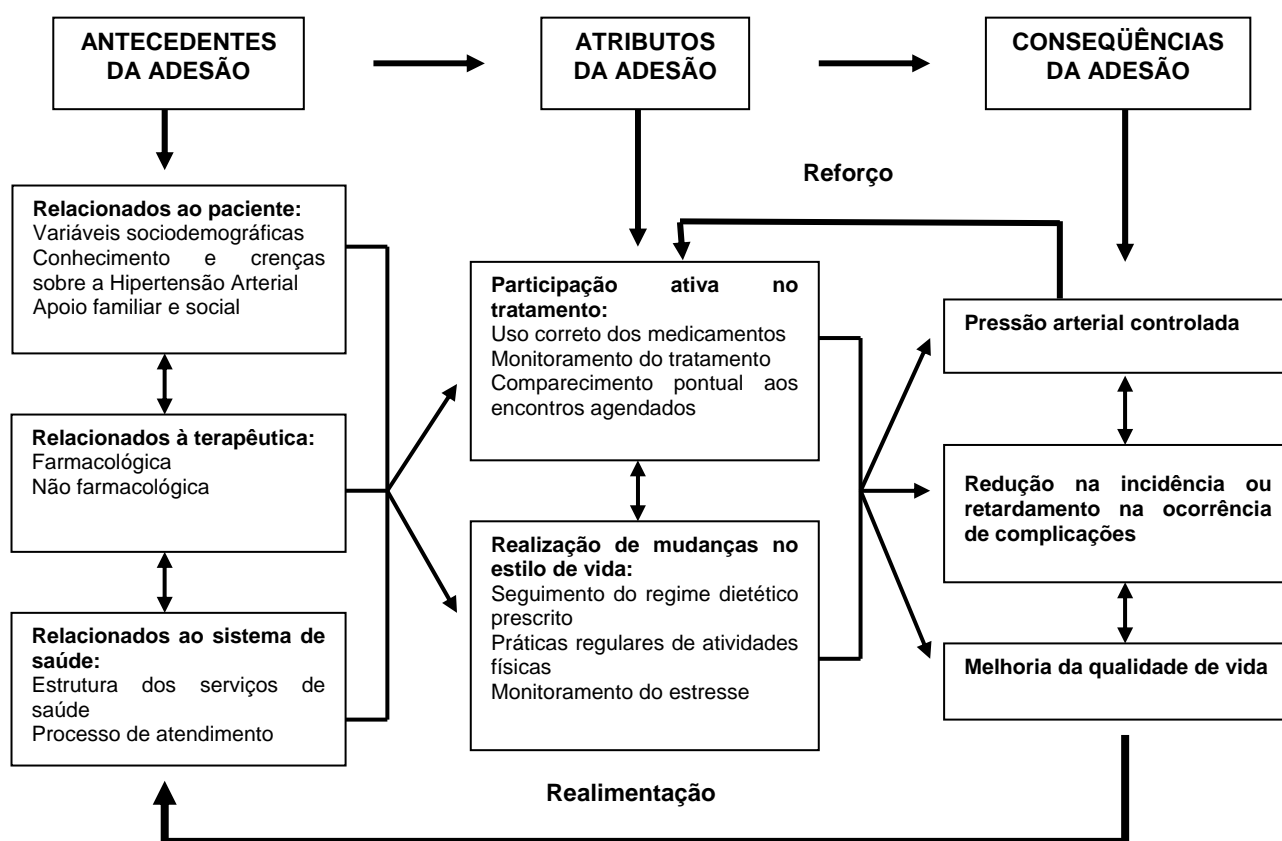 ANTECEDENTES
DA ADESÃO
ATRIBUTOS
DA ADESÃO
CONSEQÜÊNCIAS
DA ADESÃO
Reforço
Relacionados ao paciente:
Variáveis sociodemográficas
Conhecimento e crenças
sobre a Hipertensão Arterial
Apoio familiar e social
Relacionados à terapêutica:
Farmacológica
Não farmacológica
Relacionados ao sistema de
saúde:
Estrutura dos serviços de
saúde
Processo de atendimento
Participação ativa no
tratamento:
Uso correto dos medicamentos
Monitoramento do tratamento
Comparecimento pontual aos
encontros agendados
Realização de mudanças no
estilo de vida:
Seguimento do regime dietético
prescrito
Práticas regulares de atividades
físicas
Monitoramento do estresse
Pressão arterial controlada
Redução na incidência ou
retardamento na ocorrência
de complicações
Melhoria da qualidade de vida
Realimentação